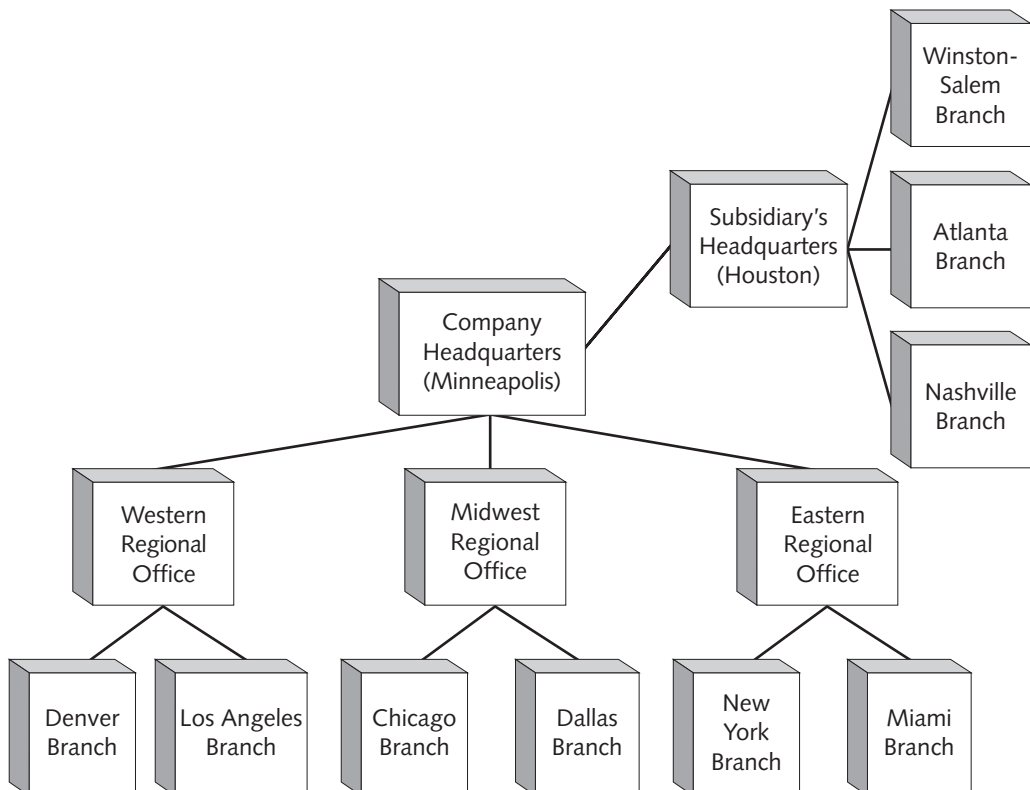 Winston-
Salem
Branch
Subsidiary's
Headquarters
(Houston)
Atlanta
Branch
Company
Headquarters
(Minneapolis)
Nashville
Branch
Western
Regional
Office
Midwest
Regional
Office
Eastern
Regional
Office
Denver
Branch
Los Angeles
Branch
Chicago
Branch
Dallas
Branch
New
York
Branch
Miami
Branch